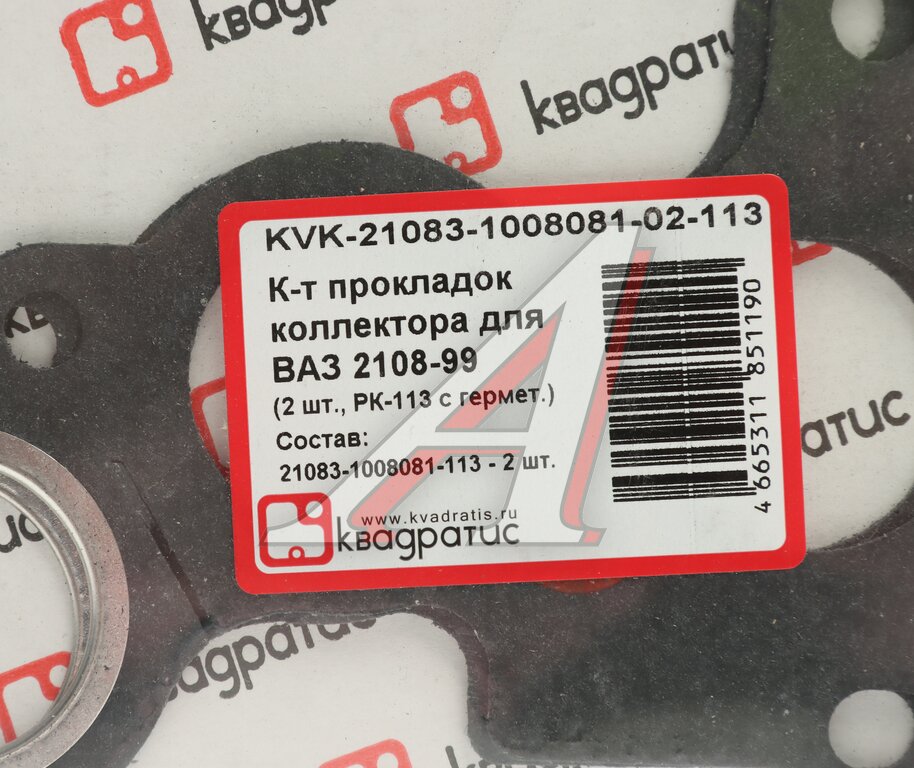 квадратис
KVK-21083-1008081-02-113
К-т прокладок
коллектора для
ВАЗ 2108-99
(2 шт., РК-113 с гермет.)
Состав:
21083-1008081-113 - 2 шт.
www.kvadratis.ru
квадратис
4 665311 851190